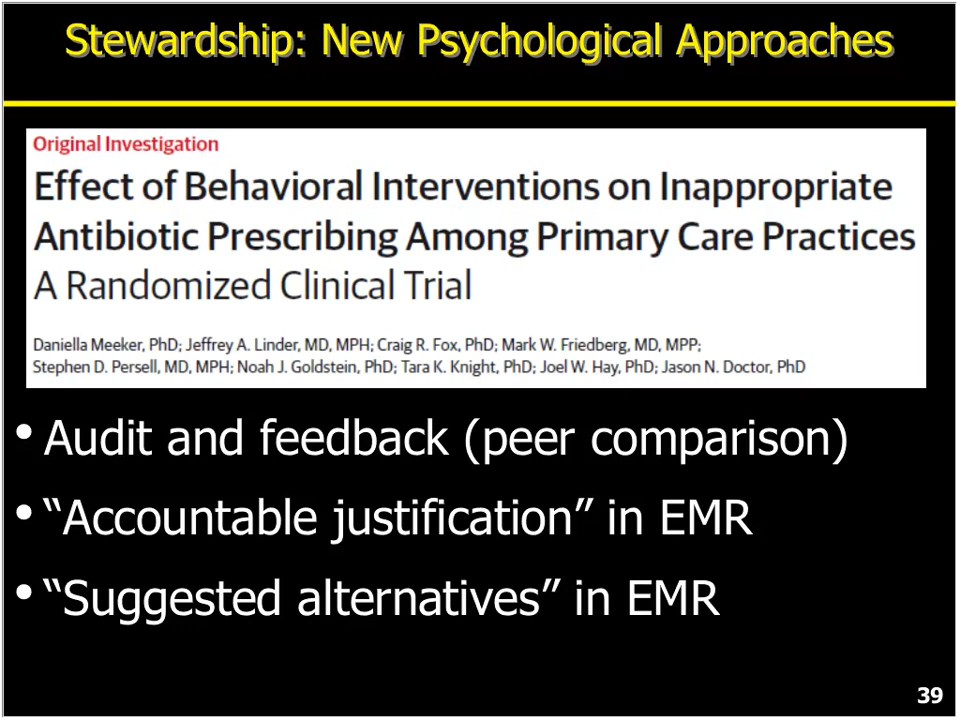 Stewardship: New Psychological Approaches
Original Investigation
Effect of Behavioral Interventions on Inappropriate
Antibiotic Prescribing Among Primary Care Practices
A Randomized Clinical Trial
Daniella Meeker, PhD; Jeffrey A. Linder, MD, MPH; Craig R. Fox, PhD; Mark W. Friedberg, MD, MPP;
Stephen D. Persell, MD, MPH; Noah J. Goldstein, PhD; Tara K. Knight, PhD; Joel W. Hay, PhD; Jason N. Doctor, PhD
• Audit and feedback (peer comparison)
• “Accountable justification” in EMR
• “Suggested alternatives” in EMR
39